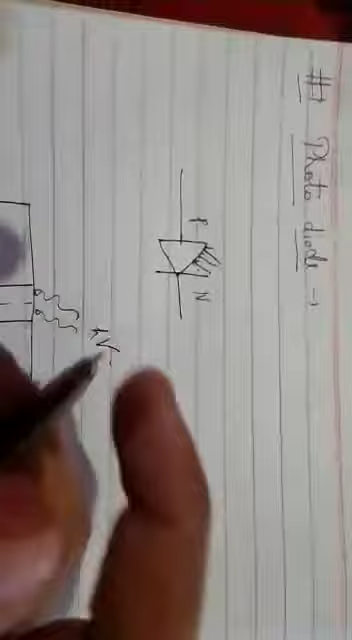 # Photo diode →
P N
hν